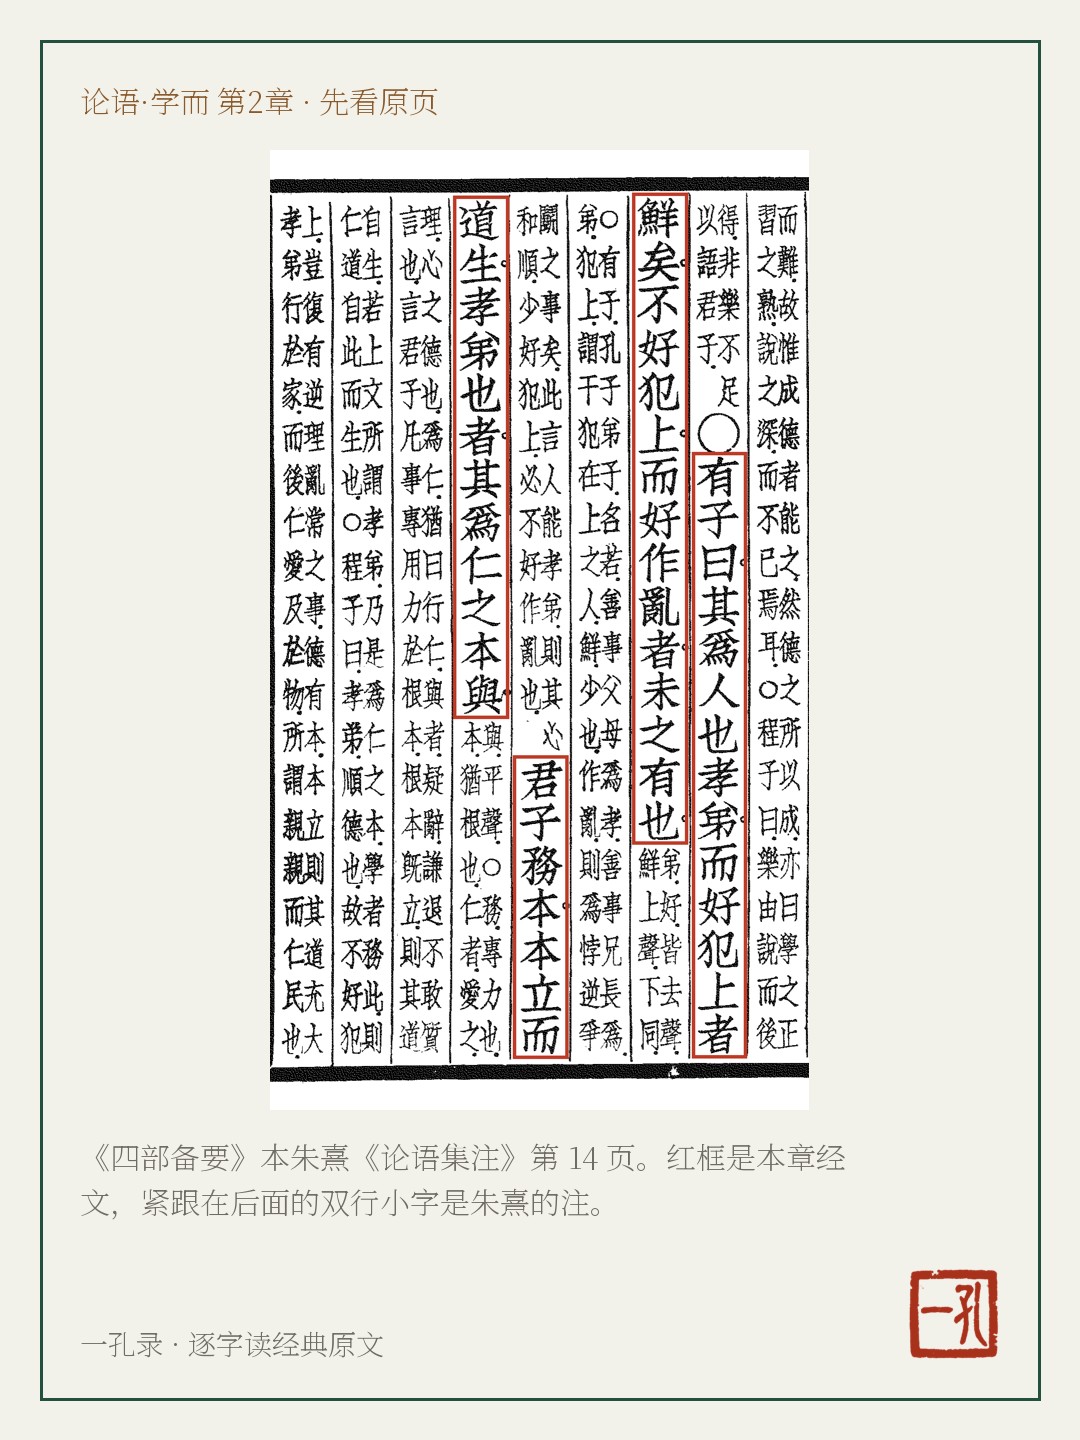 论语·学而 第2章 · 先看原页
而難故惟成德者能之然德之所以成亦曰學之正
習之熟說之深而不已焉耳○程子曰樂由說而後
得非樂不足
以語君子
○有子曰其爲人也孝弟而好犯上者
鮮矣不好犯上而好作亂者未之有也
弟好皆去聲
鮮上聲下同
○有子孔子弟子名若善事父母爲孝善事兄長爲
弟犯上謂干犯在上之人鮮少也作亂則爲悖逆爭
鬭之事矣此言人能孝弟則其心
和順少好犯上必不好作亂也
君子務本本立而
道生孝弟也者其爲仁之本與
與平聲○務專力也
本猶根也仁者愛之
理心之德也爲仁猶曰行仁與者疑辭謙退不敢質
言也言君子凡事專用力於根本根本既立則其道
自生若上文所謂孝弟乃是爲仁之本學者務此則
仁道自此而生也○程子曰孝弟順德也故不好犯
上豈復有逆理亂常之事德有本本立則其道充大
孝弟行於家而後仁愛及於物所謂親親而仁民也
《四部备要》本朱熹《论语集注》第 14 页。红框是本章经
文，紧跟在后面的双行小字是朱熹的注。
一孔录 · 逐字读经典原文
一孔